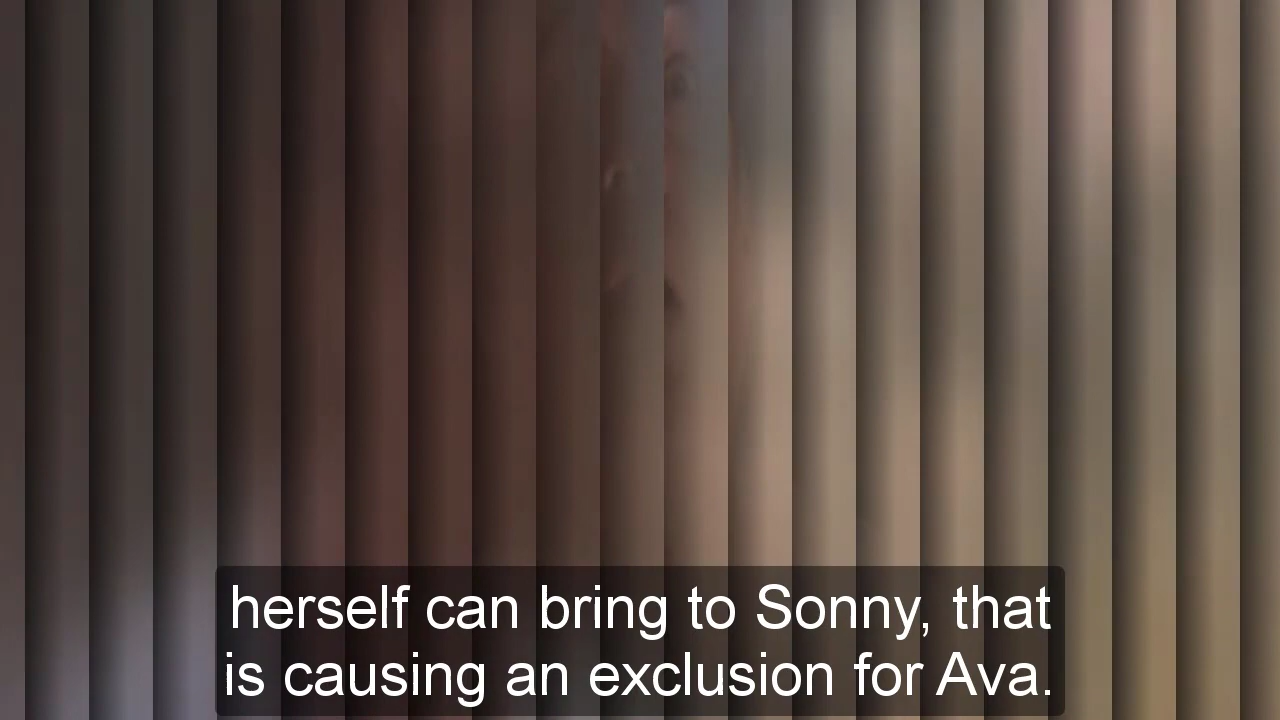 herself can bring to Sonny, that
is causing an exclusion for Ava.